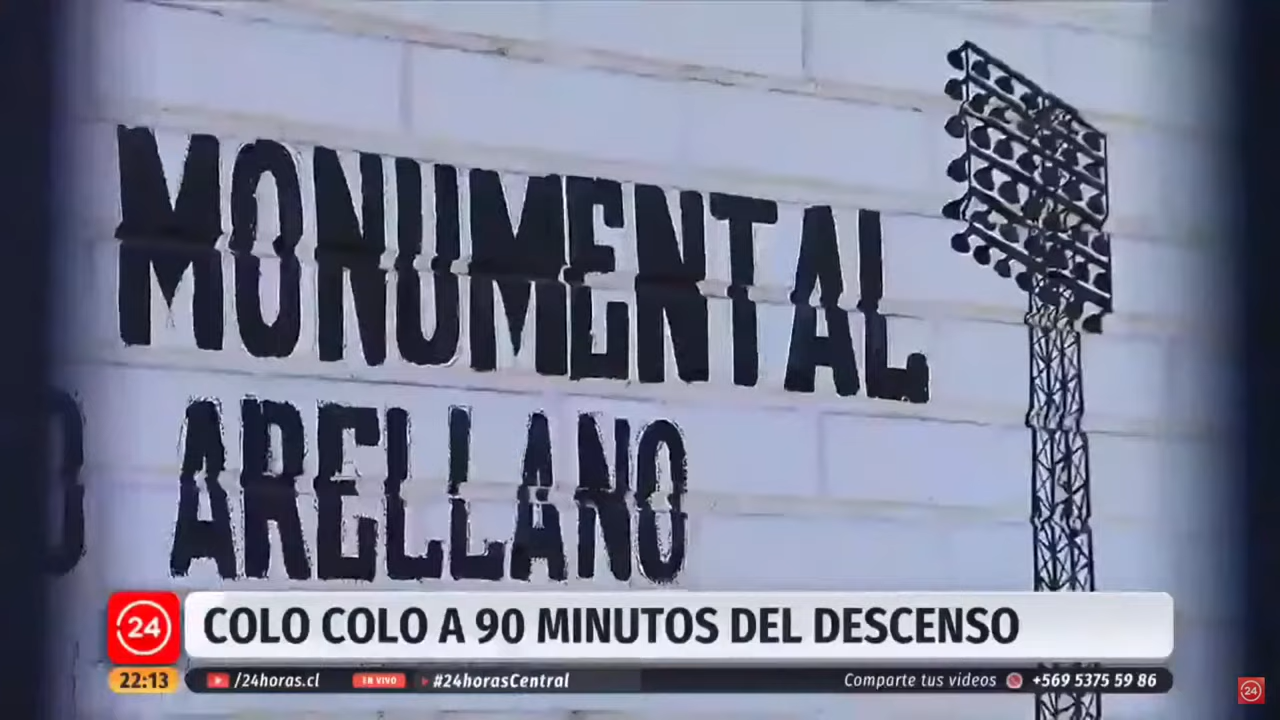 MONUMENTAL
ARELLANO
24
COLO COLO A 90 MINUTOS DEL DESCENSO
22:13
/24horas.cl
EN VIVO
#24horasCentral
Comparte tus videos
+569 5375 59 86
24